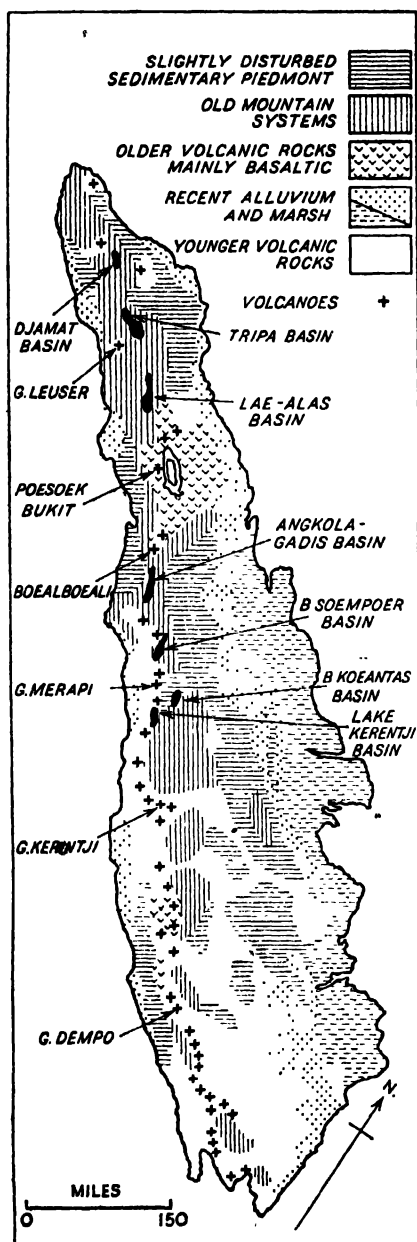 SLIGHTLY DISTURBED
SEDIMENTARY PIEDMONT
OLD MOUNTAIN
SYSTEMS
OLDER VOLCANIC ROCKS
MAINLY BASALTIC
RECENT ALLUVIUM
AND MARSH
YOUNGER VOLCANIC
ROCKS
VOLCANOES +
DJAMAT
BASIN
TRIPA BASIN
G. LEUSER
LAE-ALAS
BASIN
POESOEK
BUKIT
ANGKOLA-
GADIS BASIN
BOEALBOEALI
B SOEMPOER
BASIN
G. MERAPI
B KOEANTAS
BASIN
LAKE
KERENTJI
BASIN
G. KERENTJI
G. DEMPO
N.
MILES
0 150